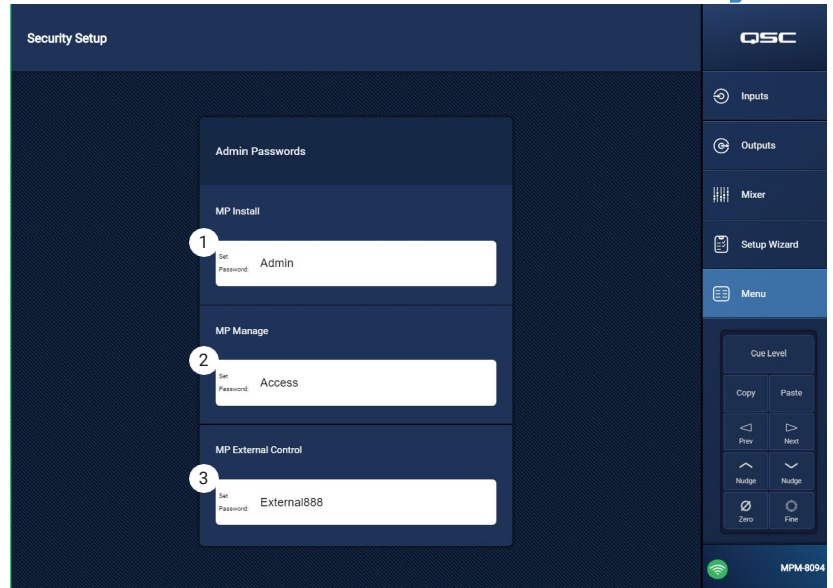 Security Setup
QSC
Inputs
Outputs
Mixer
Setup Wizard
Menu
Admin Passwords
MP Install
1
Set
Password:
Admin
MP Manage
2
Set
Password:
Access
MP External Control
3
Set
Password:
External888
Cue Level
Copy Paste
Prev Next
Nudge Nudge
Zero Fine
MPM-8094